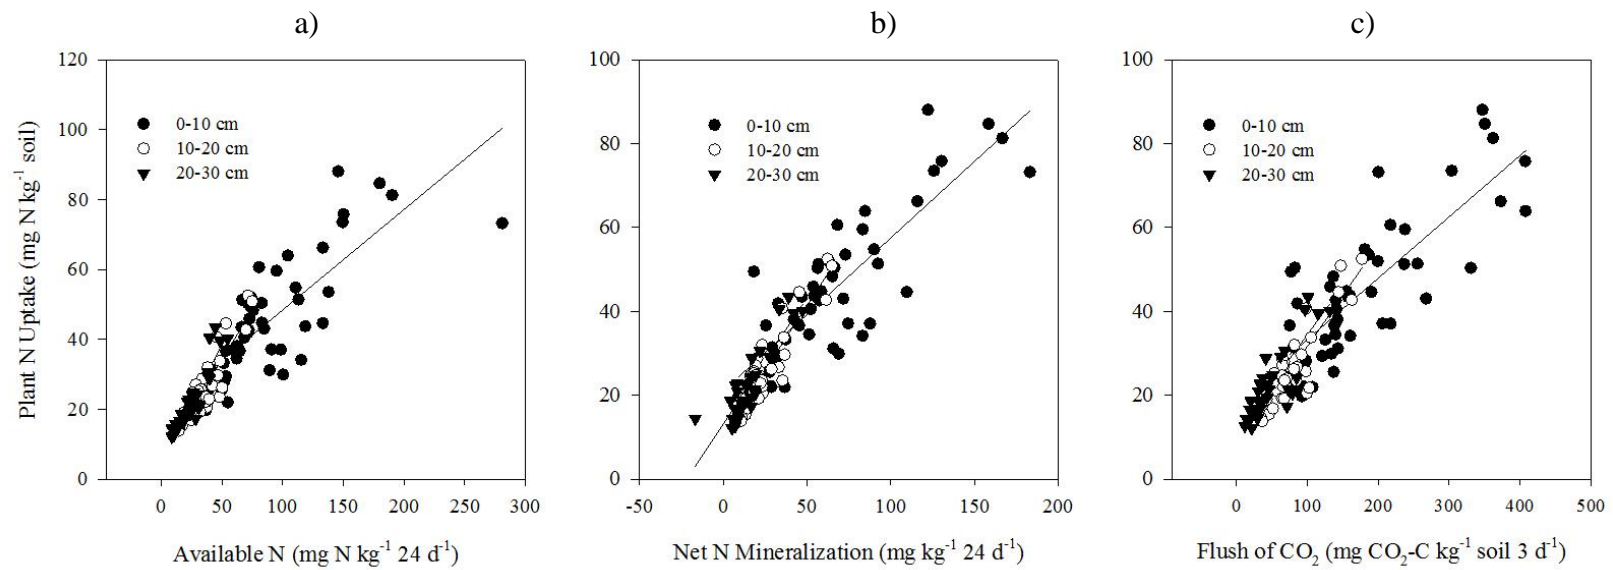 a)
120
100
80
60
40
20
0
0-10 cm
10-20 cm
20-30 cm
Plant N Uptake (mg N kg⁻¹ soil)
0 50 100 150 200 250 300
Available N (mg N kg⁻¹ 24 d⁻¹)
b)
100
80
60
40
20
0
0-10 cm
10-20 cm
20-30 cm
-50 0 50 100 150 200
Net N Mineralization (mg kg⁻¹ 24 d⁻¹)
c)
100
80
60
40
20
0
0-10 cm
10-20 cm
20-30 cm
0 100 200 300 400 500
Flush of CO₂ (mg CO₂-C kg⁻¹ soil 3 d⁻¹)